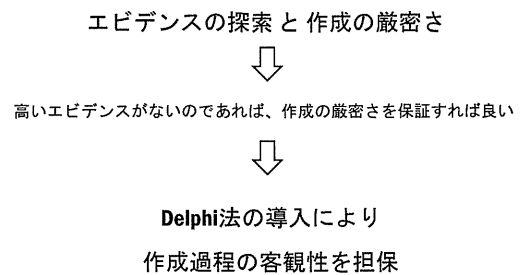 エビデンスの探索 と 作成の厳密さ
高いエビデンスがないのであれば、作成の厳密さを保証すれば良い
Delphi法の導入により
作成過程の客観性を担保